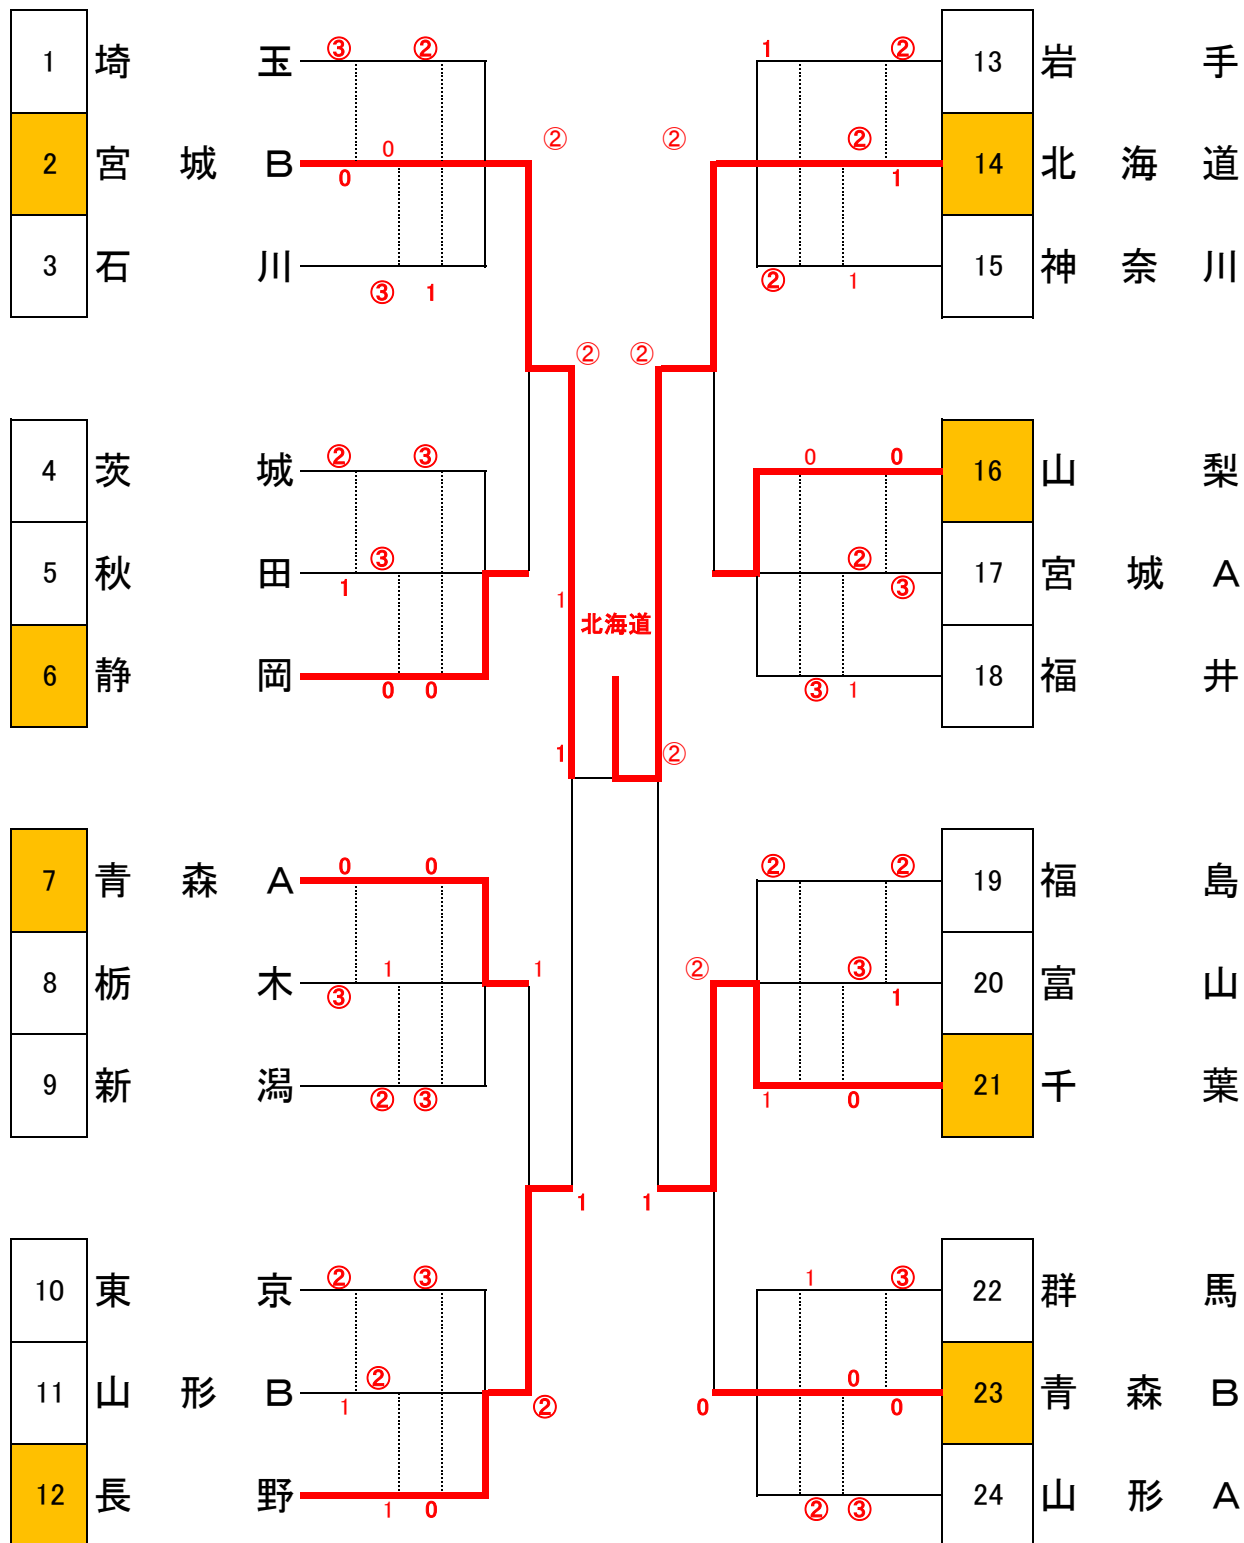 1 埼玉 ③ ② 1 ② 13 岩手
② ②
2 宮城B 0 0 ② 1 14 北海道
3 石川 ③ 1 ② 1 15 神奈川
② ②
4 茨城 ② ③ 0 0 16 山梨
5 秋田 1 ③ ② ③ 17 宮城A
1
北海道
6 静岡 0 0 ③ 1 18 福井
1 ②
7 青森A 0 0 ② ② 19 福島
8 栃木 ③ 1 1 ② ③ 1 20 富山
9 新潟 ② ③ 1 0 21 千葉
1 1
10 東京 ② ③ 1 ③ 22 群馬
11 山形B 1 ② ② 0 0 0 23 青森B
12 長野 1 0 ② ③ 24 山形A